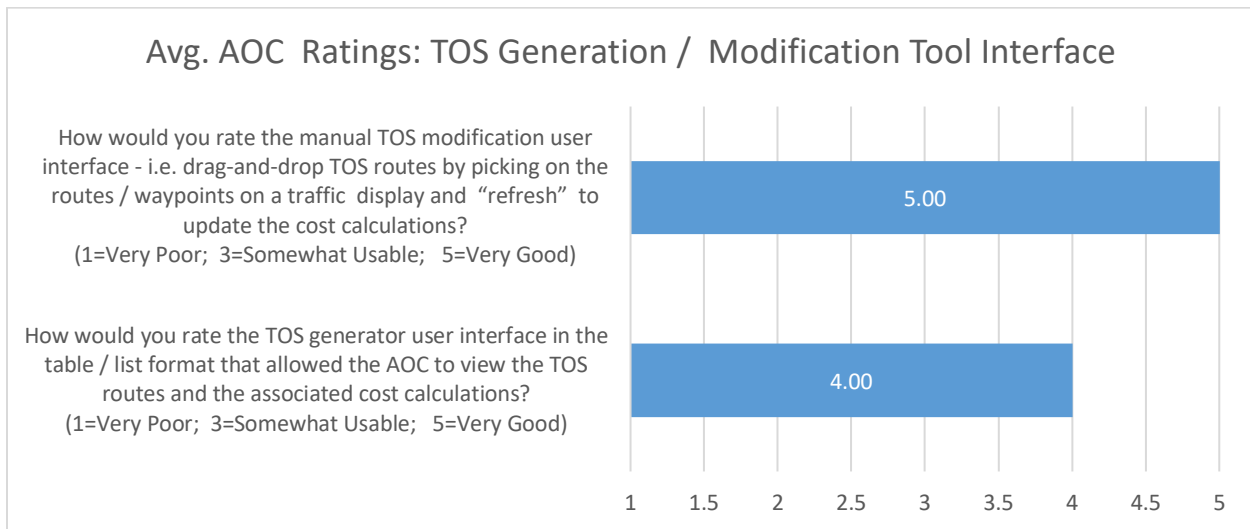 Avg. AOC  Ratings: TOS Generation /  Modification Tool Interface
How would you rate the manual TOS modification user
interface - i.e. drag-and-drop TOS routes by picking on the
routes / waypoints on a traffic  display and  “refresh”  to
update the cost calculations?
(1=Very Poor;  3=Somewhat Usable;   5=Very Good)
5.00
How would you rate the TOS generator user interface in the
table / list format that allowed the AOC to view the TOS
routes and the associated cost calculations?
(1=Very Poor;  3=Somewhat Usable;   5=Very Good)
4.00
1 1.5 2 2.5 3 3.5 4 4.5 5